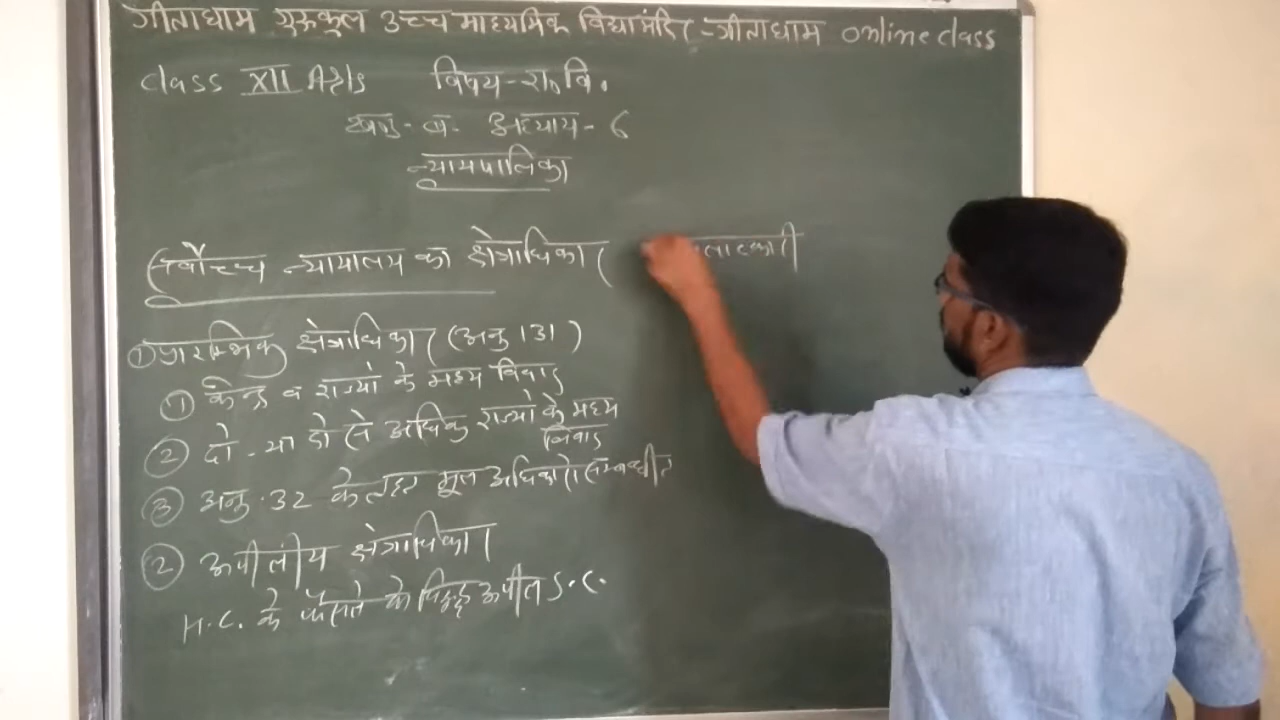 गीताधाम गुरुकुल उच्च माध्यमिक विद्यामंदिर -गीताधाम online class
class XII Arts विषय-रा०वि०
खण्ड-ब. अध्याय-6
न्यायपालिका
सर्वोच्च न्यायालय का क्षेत्राधिकार
① प्रारम्भिक क्षेत्राधिकार (अनु 131)
① केन्द्र व राज्यों के मध्य विवाद
② दो-या दो से अधिक राज्यों के मध्य
विवाद
③ अनु.32 के तहत मूल अधिकारों सम्बन्धीत
② अपीलीय क्षेत्राधिकार
H.C. के फैसले के विरुद्ध अपील S.C.